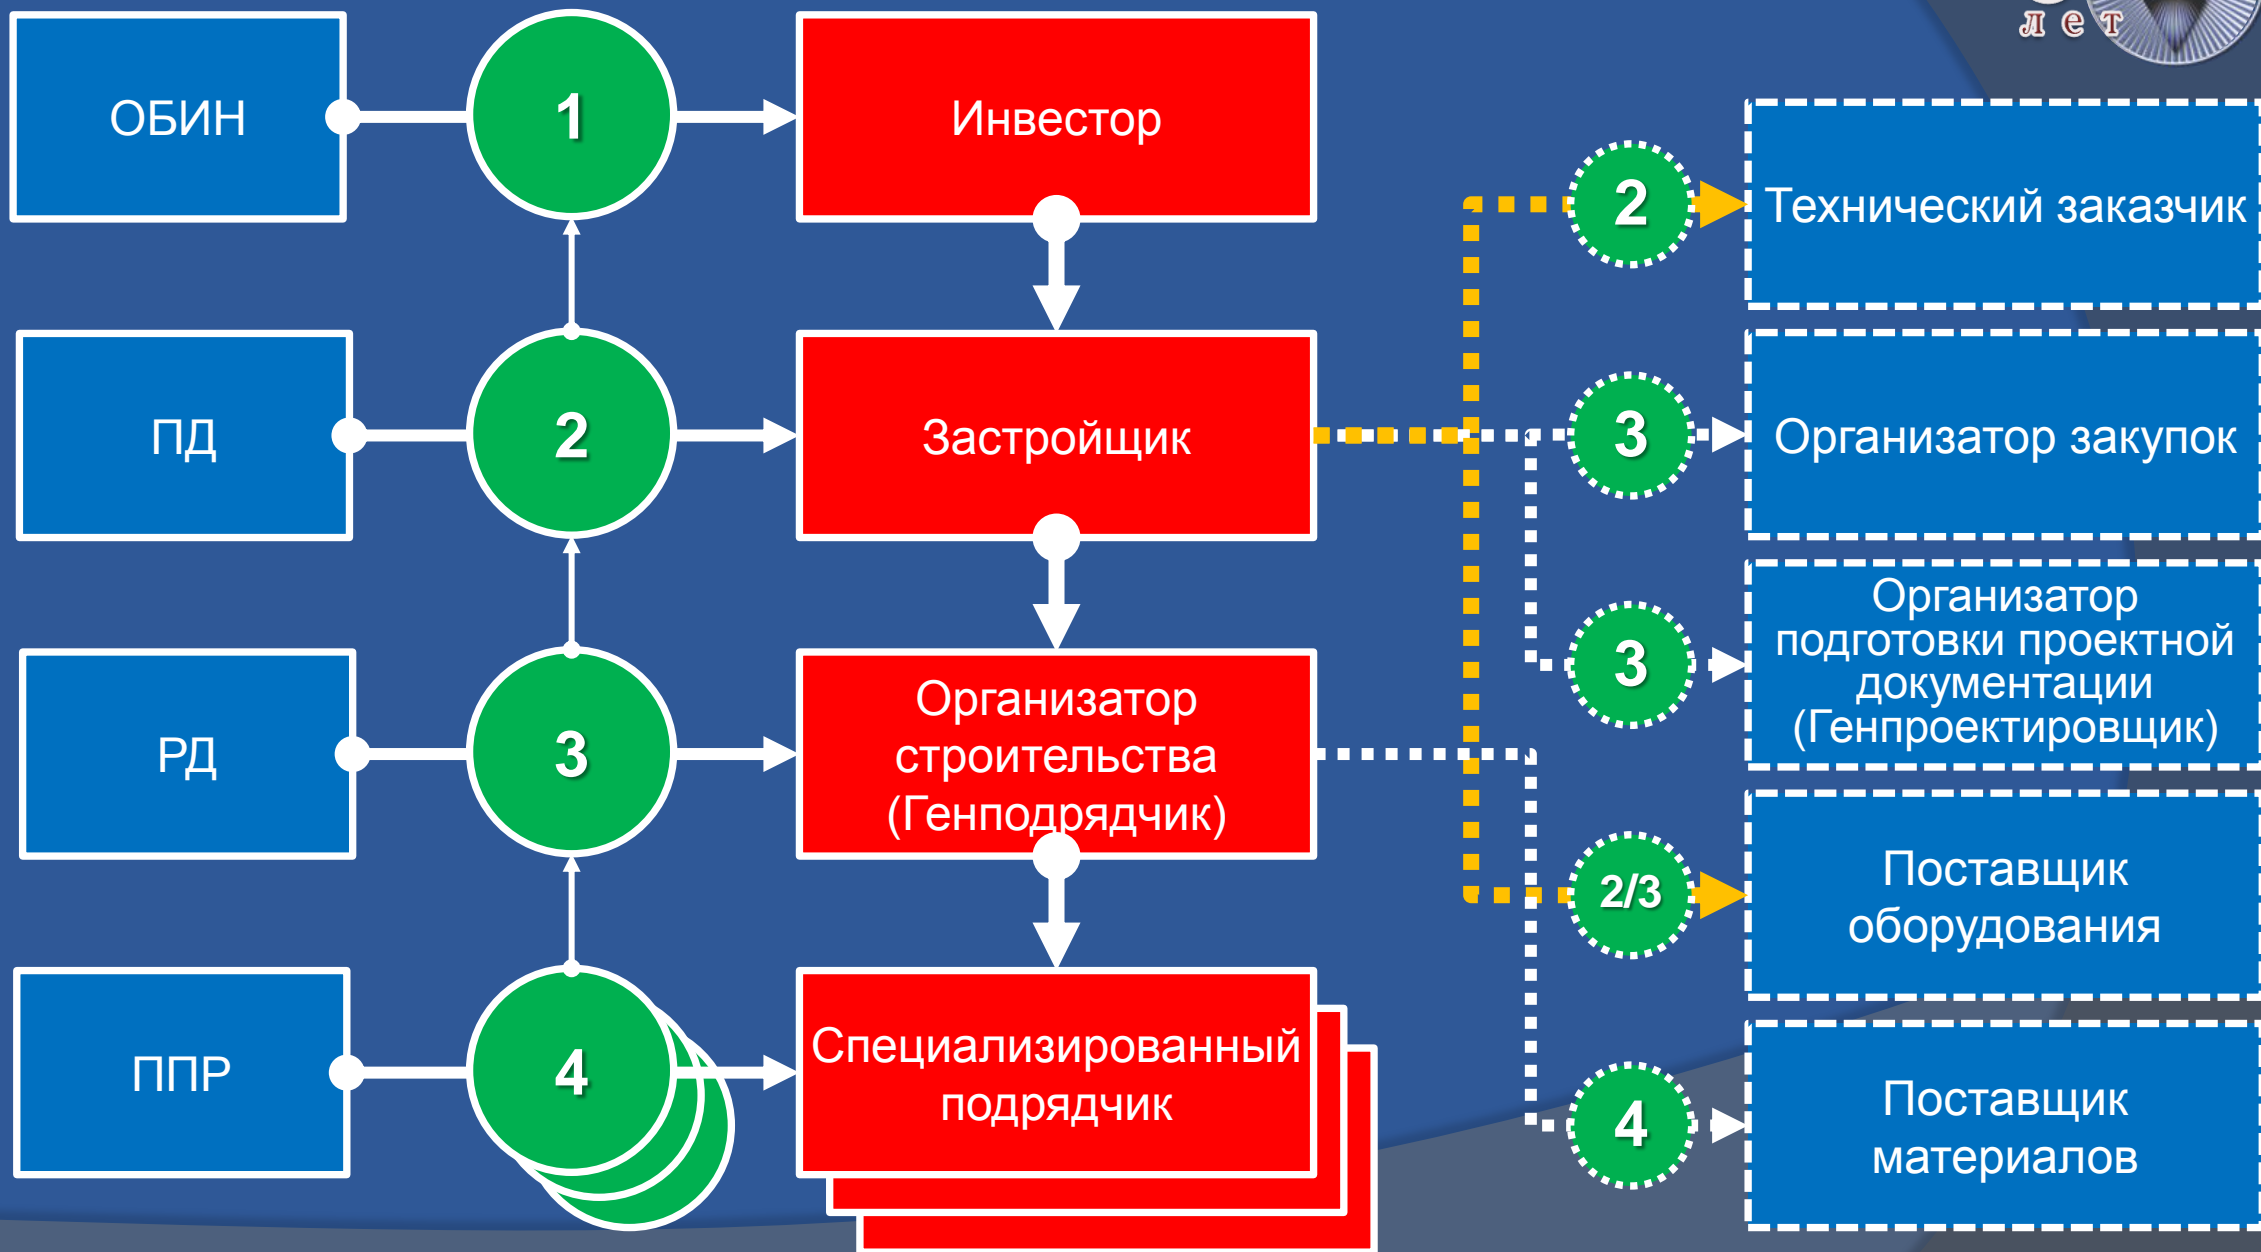 лет
ОБИН
1
Инвестор
2
Технический заказчик
ПД
2
Застройщик
3
Организатор закупок
РД
3
Организатор
строительства
(Генподрядчик)
3
Организатор
подготовки проектной
документации
(Генпроектировщик)
2/3
Поставщик
оборудования
ППР
4
Специализированный
подрядчик
4
Поставщик
материалов